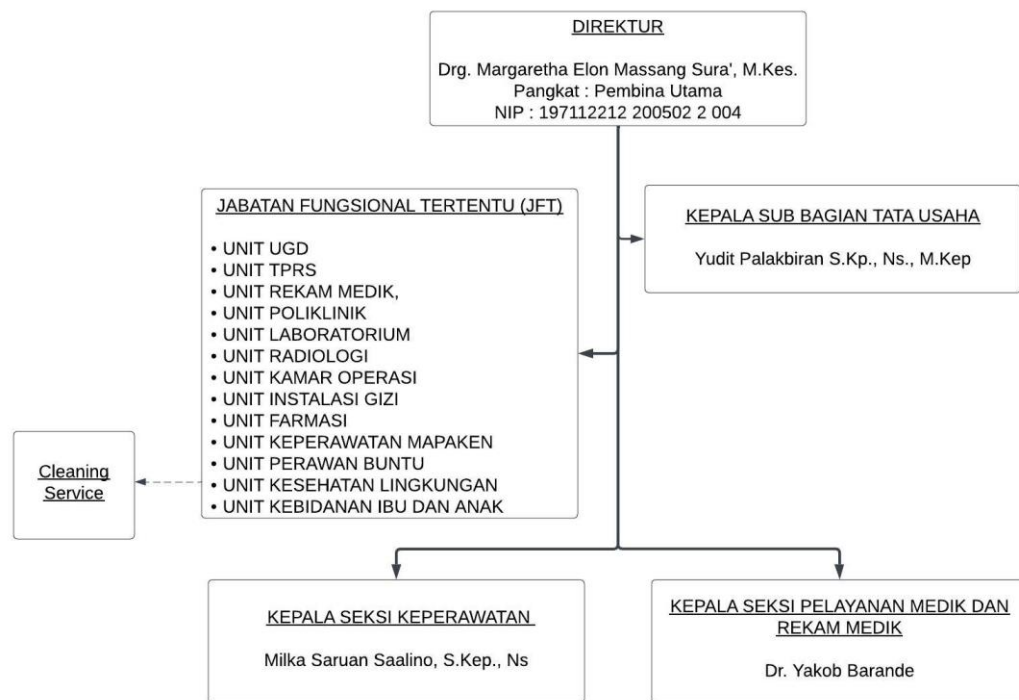 DIREKTUR
Drg. Margaretha Elon Massang Sura', M.Kes.
Pangkat : Pembina Utama
NIP : 197112212 200502 2 004
JABATAN FUNGSIONAL TERTENTU (JFT)
• UNIT UGD
• UNIT TPRS
• UNIT REKAM MEDIK,
• UNIT POLIKLINIK
• UNIT LABORATORIUM
• UNIT RADIOLOGI
• UNIT KAMAR OPERASI
• UNIT INSTALASI GIZI
• UNIT FARMASI
• UNIT KEPERAWATAN MAPAKEN
• UNIT PERAWAN BUNTU
• UNIT KESEHATAN LINGKUNGAN
• UNIT KEBIDANAN IBU DAN ANAK
KEPALA SUB BAGIAN TATA USAHA
Yudit Palakbiran S.Kp., Ns., M.Kep
Cleaning
Service
KEPALA SEKSI KEPERAWATAN
Milka Saruan Saalino, S.Kep., Ns
KEPALA SEKSI PELAYANAN MEDIK DAN
REKAM MEDIK
Dr. Yakob Barande